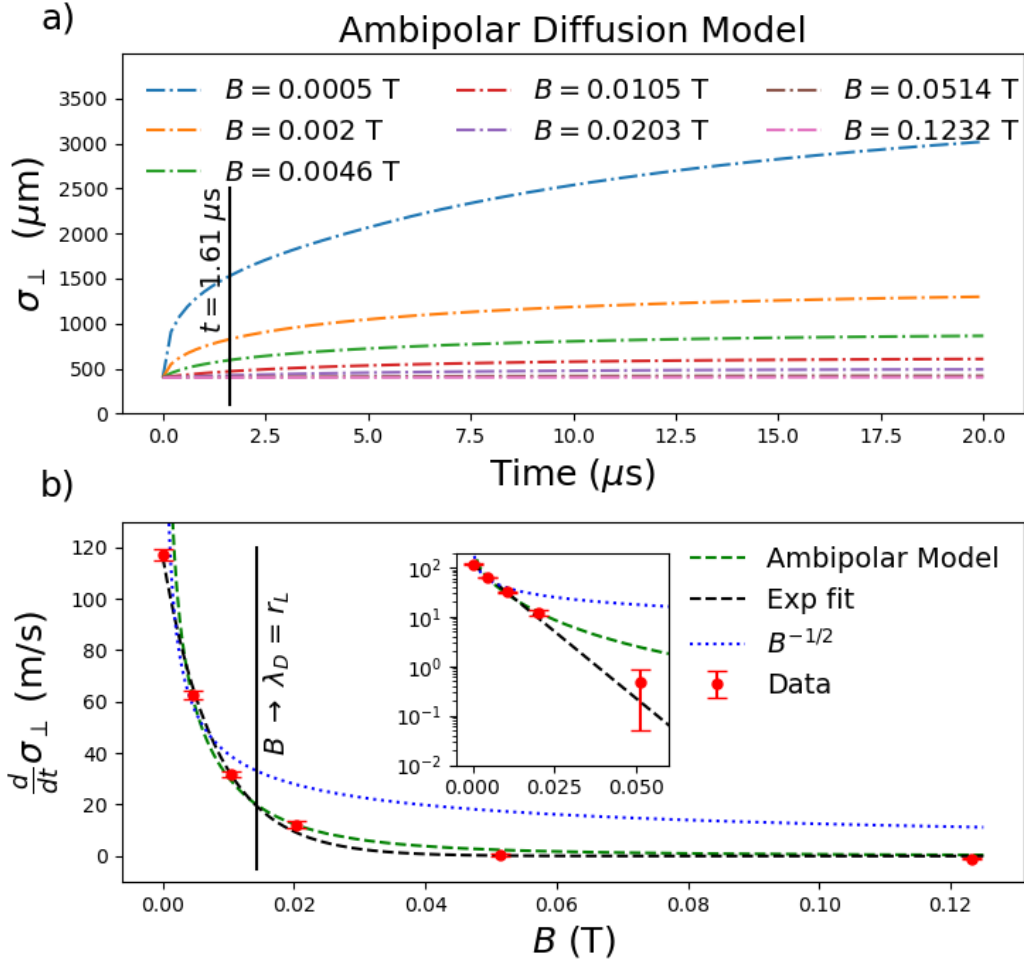 a)
Ambipolar Diffusion Model
B = 0.0005 T
B = 0.0105 T
B = 0.0514 T
B = 0.002 T
B = 0.0203 T
B = 0.1232 T
B = 0.0046 T
t = 1.61 μs
σ⊥ (μm)
3500
3000
2500
2000
1500
1000
500
0
0.0 2.5 5.0 7.5 10.0 12.5 15.0 17.5 20.0
Time (μs)
b)
d/dt σ⊥ (m/s)
120
100
80
60
40
20
0
B → λ_D = r_L
10²
10¹
10⁰
10⁻¹
10⁻²
0.000 0.025 0.050
Ambipolar Model
Exp fit
B⁻¹/²
Data
0.00 0.02 0.04 0.06 0.08 0.10 0.12
B (T)